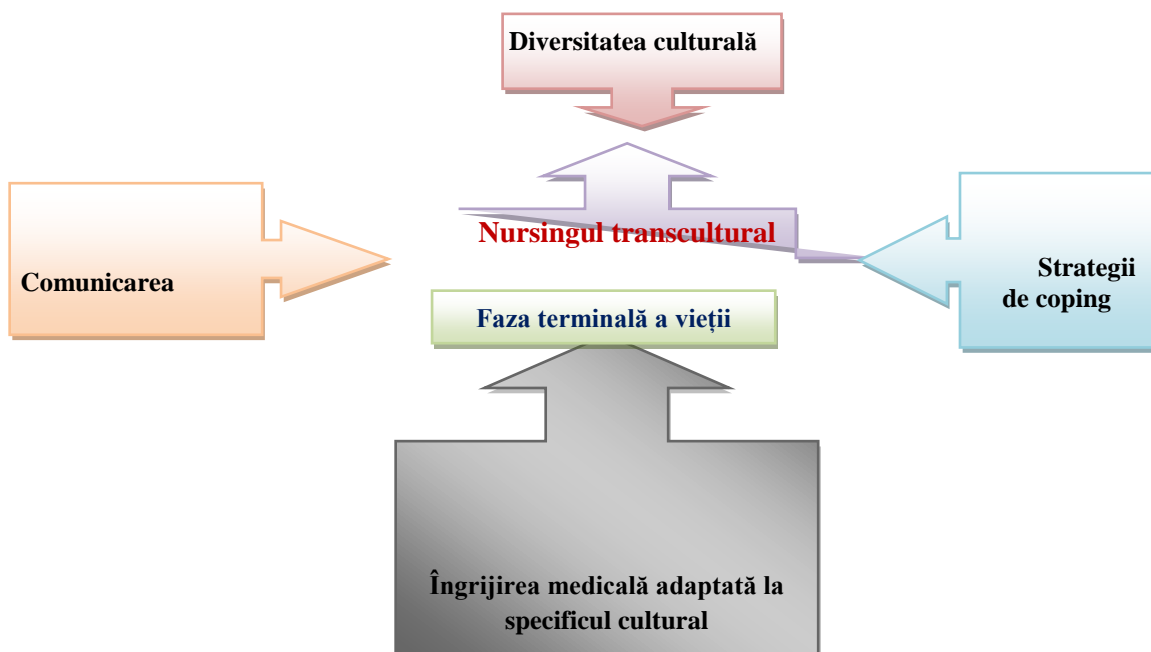 Diversitatea culturală
Nursingul transcultural
Comunicarea
Strategii
de coping
Faza terminală a vieții
Îngrijirea medicală adaptată la
specificul cultural